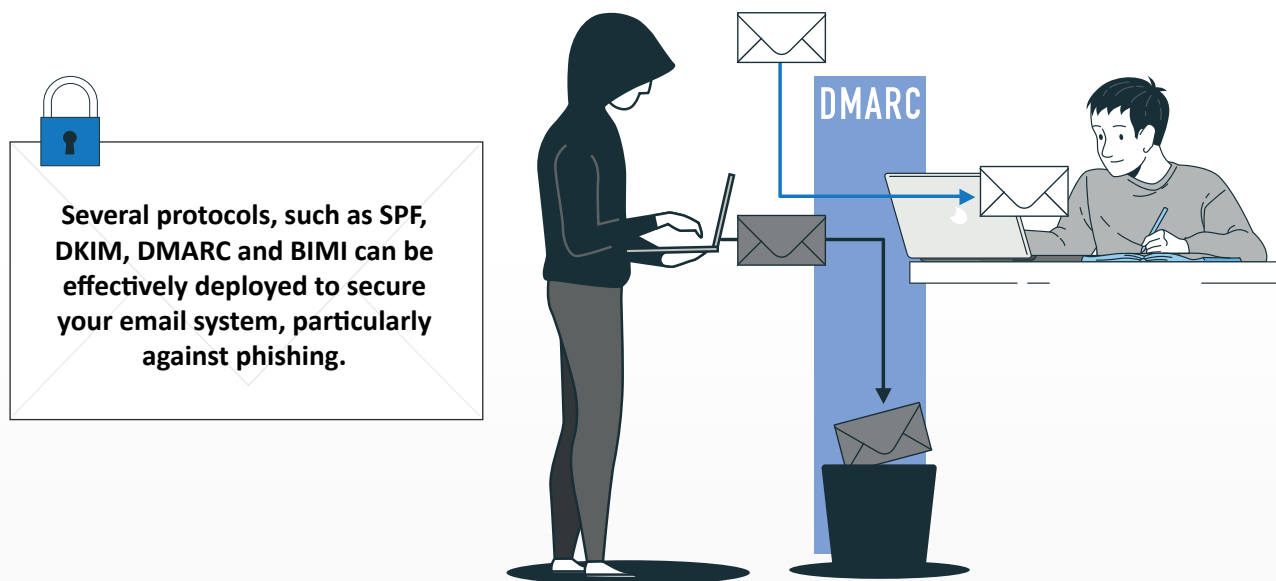 Several protocols, such as SPF,
DKIM, DMARC and BIMI can be
effectively deployed to secure
your email system, particularly
against phishing.
DMARC